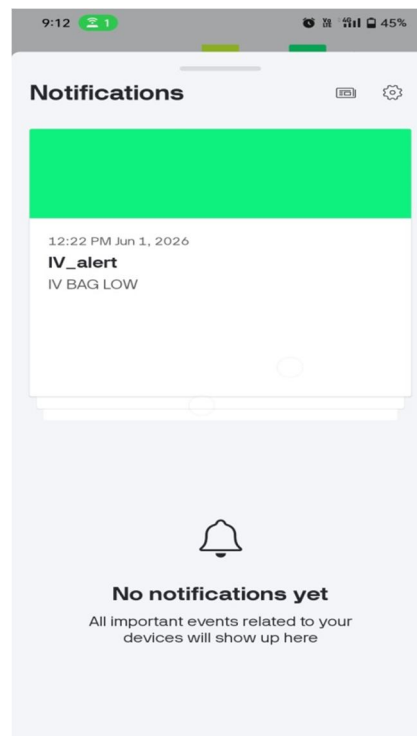 9:12 1 45%
Notifications
12:22 PM Jun 1, 2026
IV_alert
IV BAG LOW
No notifications yet
All important events related to your
devices will show up here